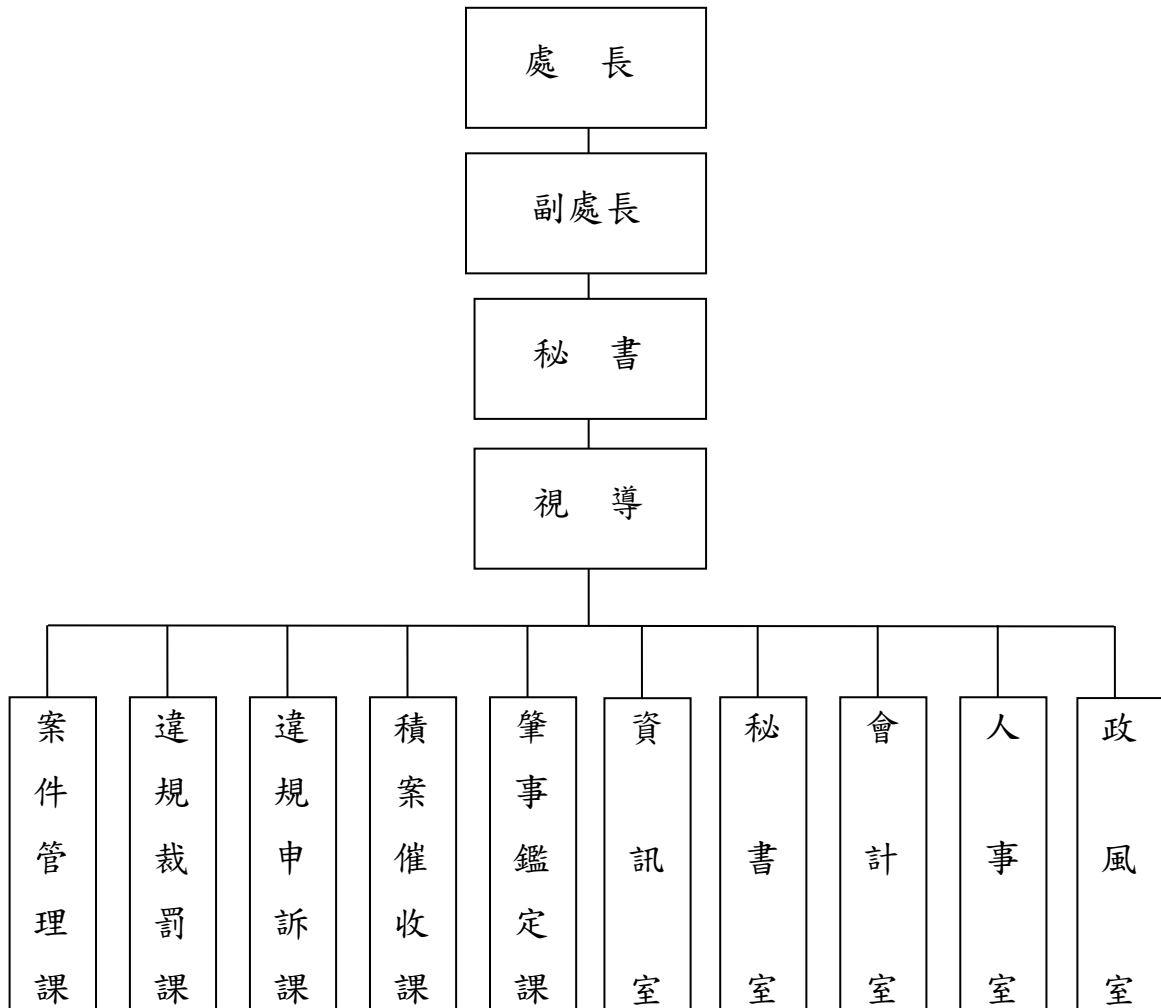 處 長
副處長
秘 書
視 導
案件管理課
違規裁罰課
違規申訴課
積案催收課
肇事鑑定課
資訊室
秘書室
會計室
人事室
政風室